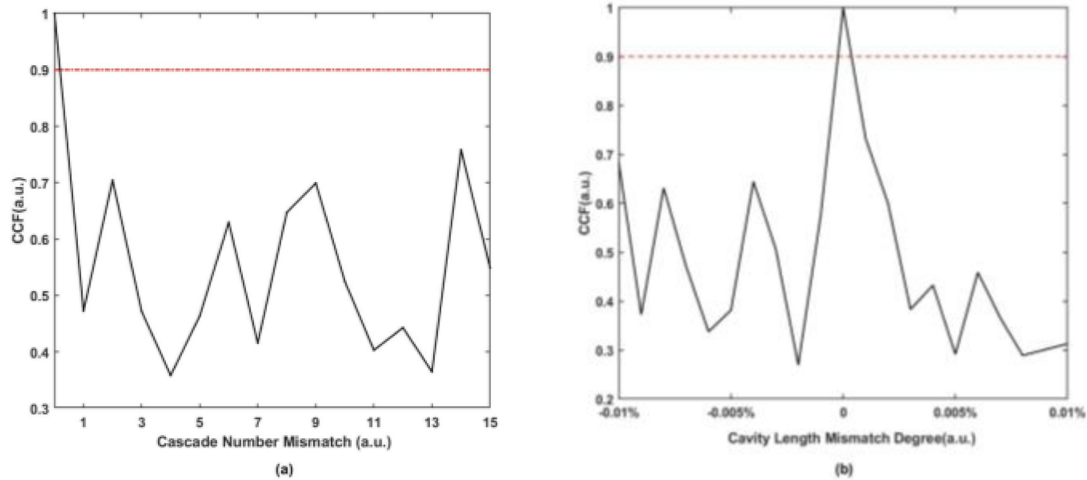 1
0.9
0.8
0.7
0.6
0.5
0.4
0.3
CCF(a.u.)
1 3 5 7 9 11 13 15
Cascade Number Mismatch (a.u.)
(a)
1
0.9
0.8
0.7
0.6
0.5
0.4
0.3
0.2
CCF(a.u.)
-0.01% -0.005% 0 0.005% 0.01%
Cavity Length Mismatch Degree(a.u.)
(b)